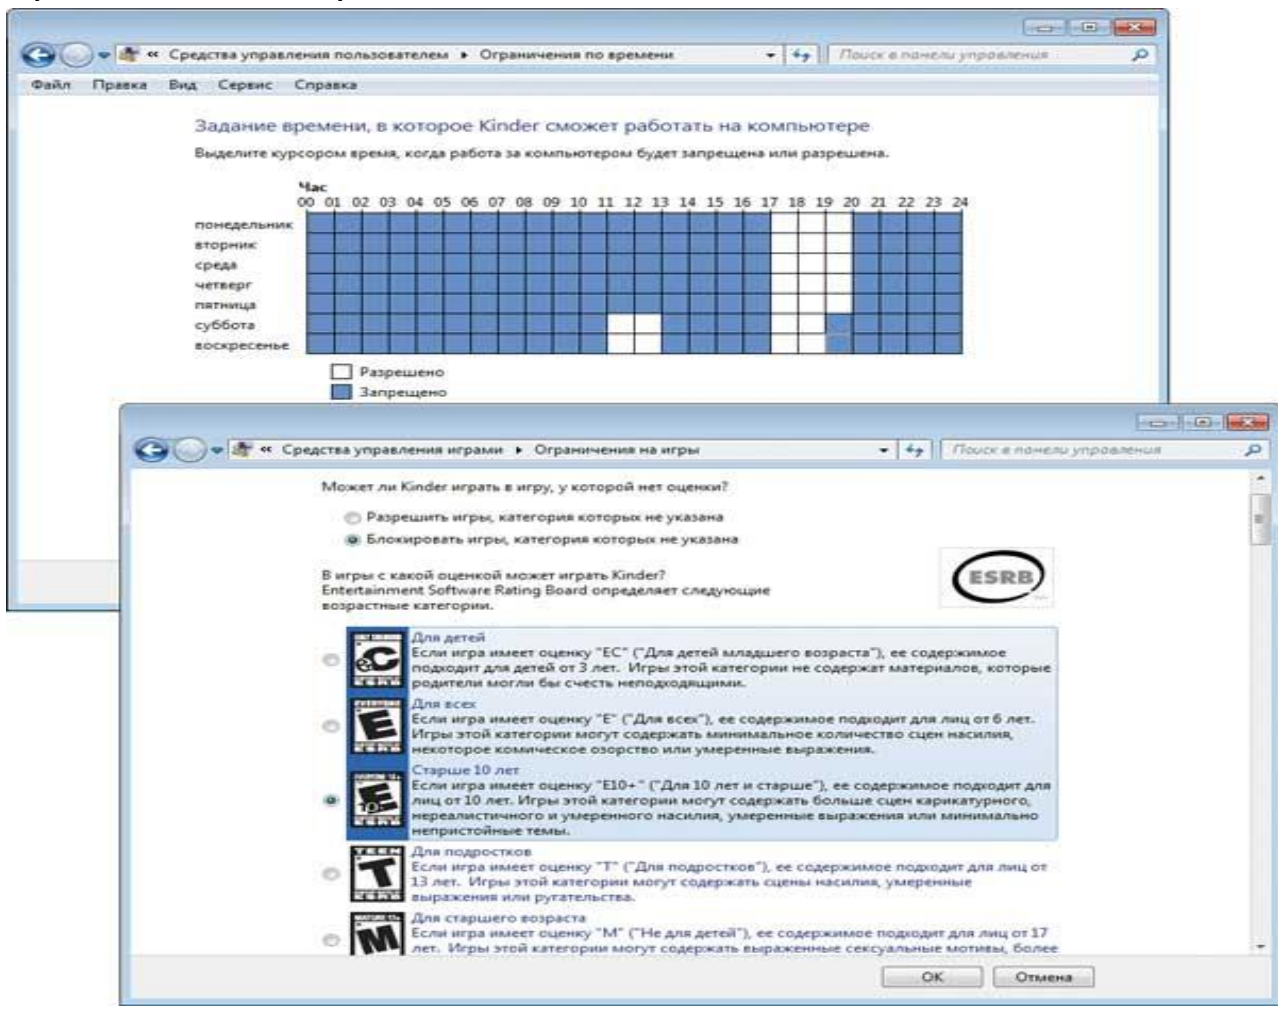 « Средства управления пользователем ▸ Ограничения по времени
Поиск в панели управления
Файл Правка Вид Сервис Справка
Задание времени, в которое Kinder сможет работать на компьютере
Выделите курсором время, когда работа за компьютером будет запрещена или разрешена.
Час
00 01 02 03 04 05 06 07 08 09 10 11 12 13 14 15 16 17 18 19 20 21 22 23 24
понедельник
вторник
среда
четверг
пятница
суббота
воскресенье
Разрешено
Запрещено
« Средства управления играми ▸ Ограничения на игры
Поиск в панели управления
Может ли Kinder играть в игру, у которой нет оценки?
Разрешить игры, категория которых не указана
Блокировать игры, категория которых не указана
В игры с какой оценкой может играть Kinder?
Entertainment Software Rating Board определяет следующие
возрастные категории.
ESRB
Для детей
Если игра имеет оценку "EC" ("Для детей младшего возраста"), ее содержимое
подходит для детей от 3 лет. Игры этой категории не содержат материалов, которые
родители могли бы счесть неподходящими.
Для всех
Если игра имеет оценку "E" ("Для всех"), ее содержимое подходит для лиц от 6 лет.
Игры этой категории могут содержать минимальное количество сцен насилия,
некоторое комическое озорство или умеренные выражения.
Старше 10 лет
Если игра имеет оценку "E10+" ("Для 10 лет и старше"), ее содержимое подходит для
лиц от 10 лет. Игры этой категории могут содержать больше сцен карикатурного,
нереалистичного и умеренного насилия, умеренные выражения или минимально
непристойные темы.
Для подростков
Если игра имеет оценку "T" ("Для подростков"), ее содержимое подходит для лиц от
13 лет. Игры этой категории могут содержать сцены насилия, умеренные
выражения или ругательства.
Для старшего возраста
Если игра имеет оценку "M" ("Не для детей"), ее содержимое подходит для лиц от 17
лет. Игры этой категории могут содержать выраженные сексуальные мотивы, более
OK Отмена